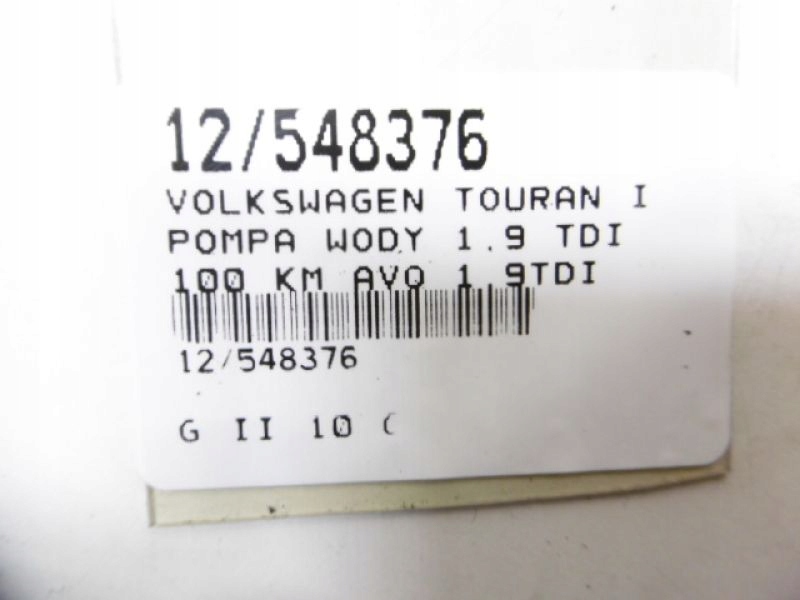 12/548376
VOLKSWAGEN TOURAN I
POMPA WODY 1.9 TDI
100 KM AVQ 1.9TDI
12/548376
G II 10